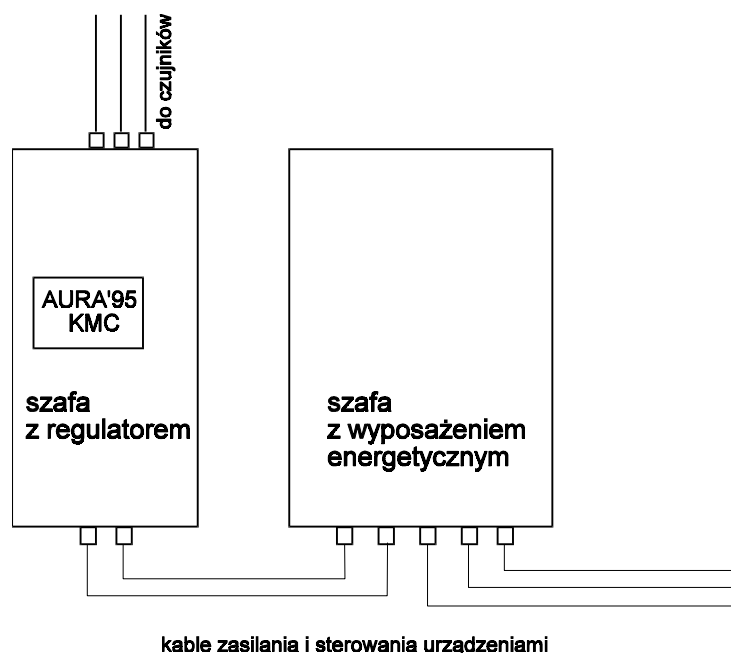 do czujników
AURA'95
KMC
szafa
z regulatorem
szafa
z wyposażeniem
energetycznym
kable zasilania i sterowania urządzeniami